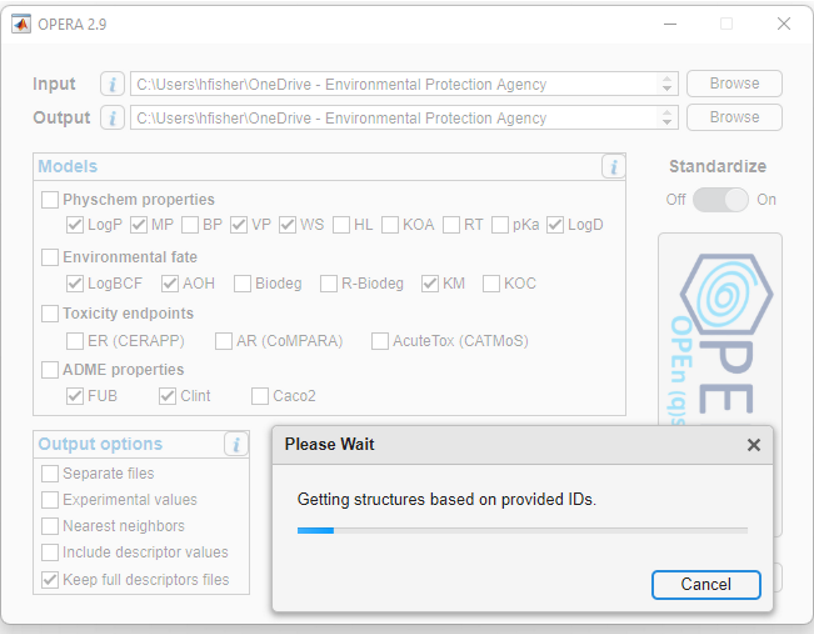 OPERA 2.9
Input i C:\Users\hfisher\OneDrive - Environmental Protection Agency Browse
Output i C:\Users\hfisher\OneDrive - Environmental Protection Agency Browse
Models i
Standardize
Off On
Physchem properties
LogP MP BP VP WS HL KOA RT pKa LogD
Environmental fate
LogBCF AOH Biodeg R-Biodeg KM KOC
Toxicity endpoints
ER (CERAPP) AR (CoMPARA) AcuteTox (CATMoS)
ADME properties
FUB Clint Caco2
OPE
OPEn (q)s
Output options i
Separate files
Experimental values
Nearest neighbors
Include descriptor values
Keep full descriptors files
Please Wait
Getting structures based on provided IDs.
Cancel